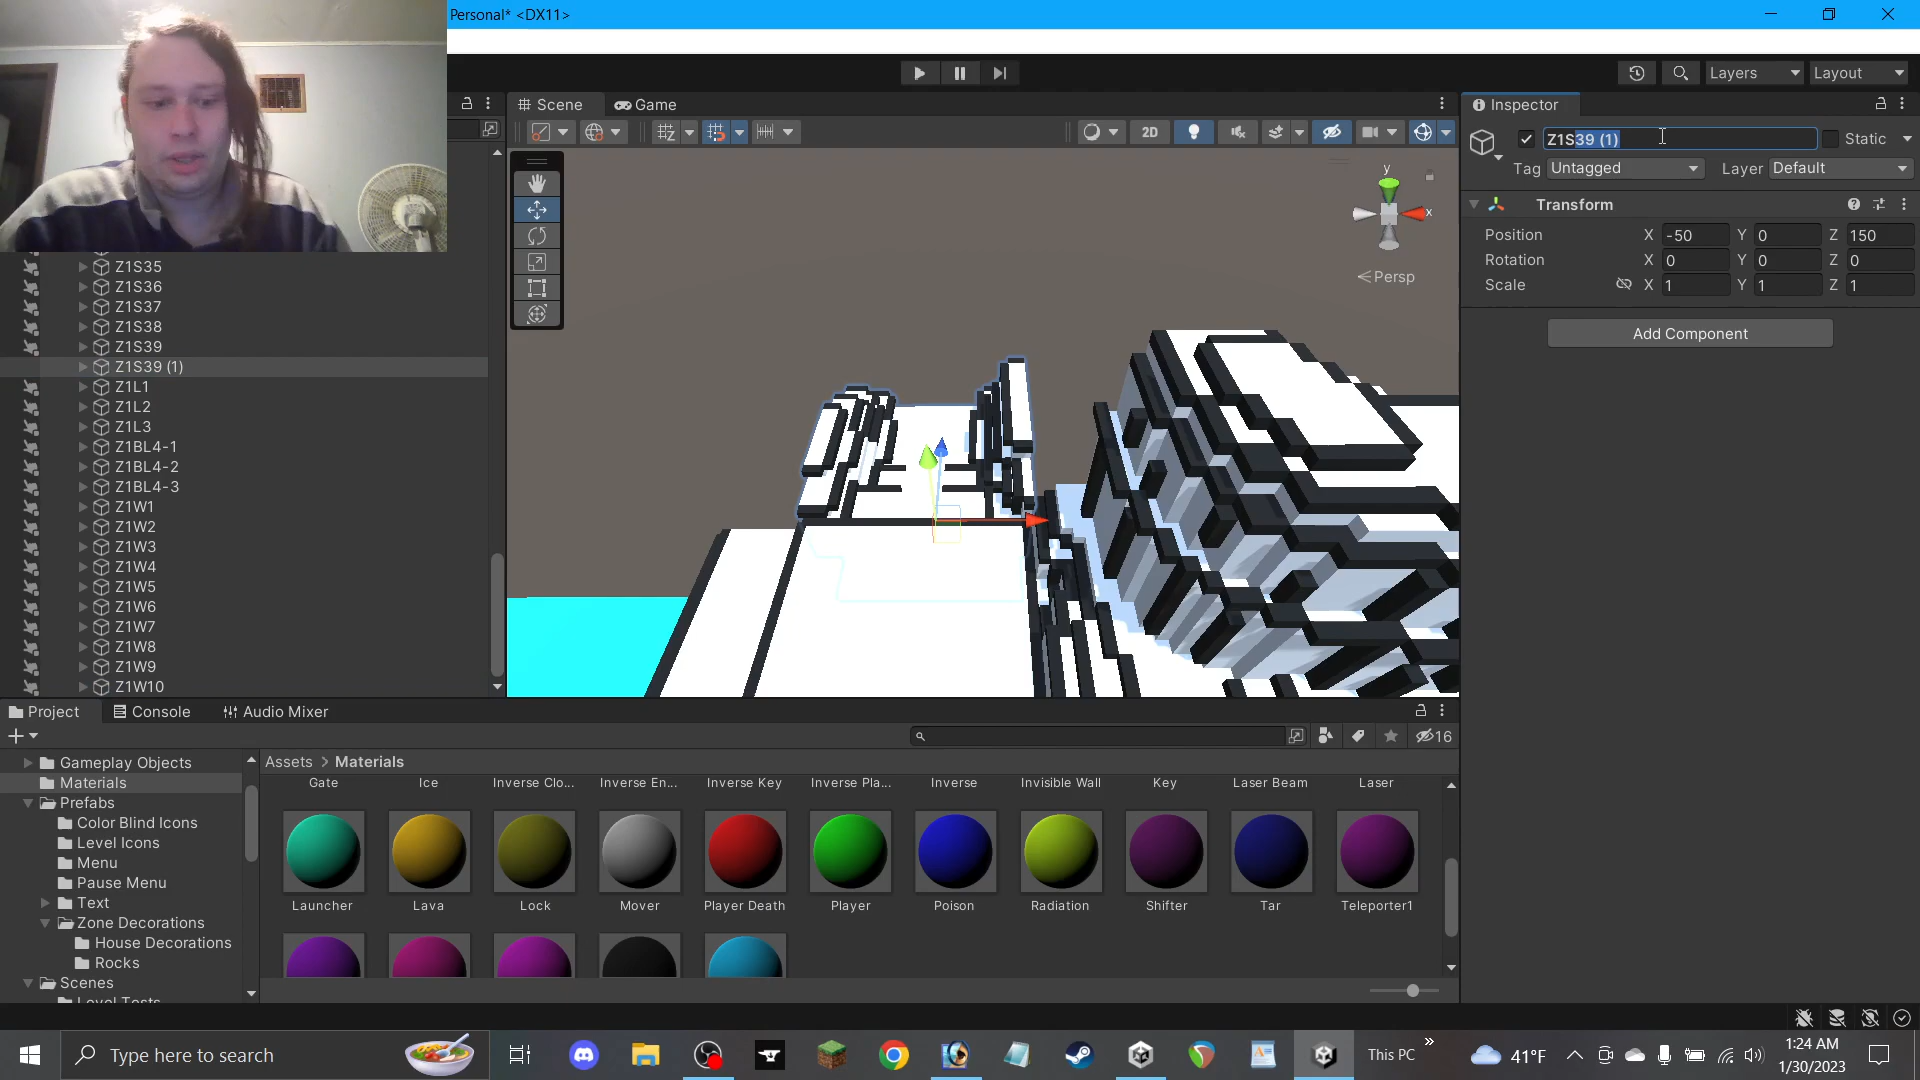 Personal* <DX11>
Layers
Layout
Scene
Game
Inspector
2D
Z1S39 (1)
Static
Tag Untagged
Layer Default
Transform
Position X -50 Y 0 Z 150
Rotation X 0 Y 0 Z 0
Scale X 1 Y 1 Z 1
Add Component
y
x
Persp
Z1S35
Z1S36
Z1S37
Z1S38
Z1S39
Z1S39 (1)
Z1L1
Z1L2
Z1L3
Z1BL4-1
Z1BL4-2
Z1BL4-3
Z1W1
Z1W2
Z1W3
Z1W4
Z1W5
Z1W6
Z1W7
Z1W8
Z1W9
Z1W10
Project
Console
Audio Mixer
16
Gameplay Objects
Materials
Prefabs
Color Blind Icons
Level Icons
Menu
Pause Menu
Text
Zone Decorations
House Decorations
Rocks
Scenes
Level Tests
Assets > Materials
Gate
Ice
Inverse Clo...
Inverse En...
Inverse Key
Inverse Pla...
Inverse
Invisible Wall
Key
Laser Beam
Laser
Launcher
Lava
Lock
Mover
Player Death
Player
Poison
Radiation
Shifter
Tar
Teleporter1
Type here to search
This PC
41°F
1:24 AM
1/30/2023